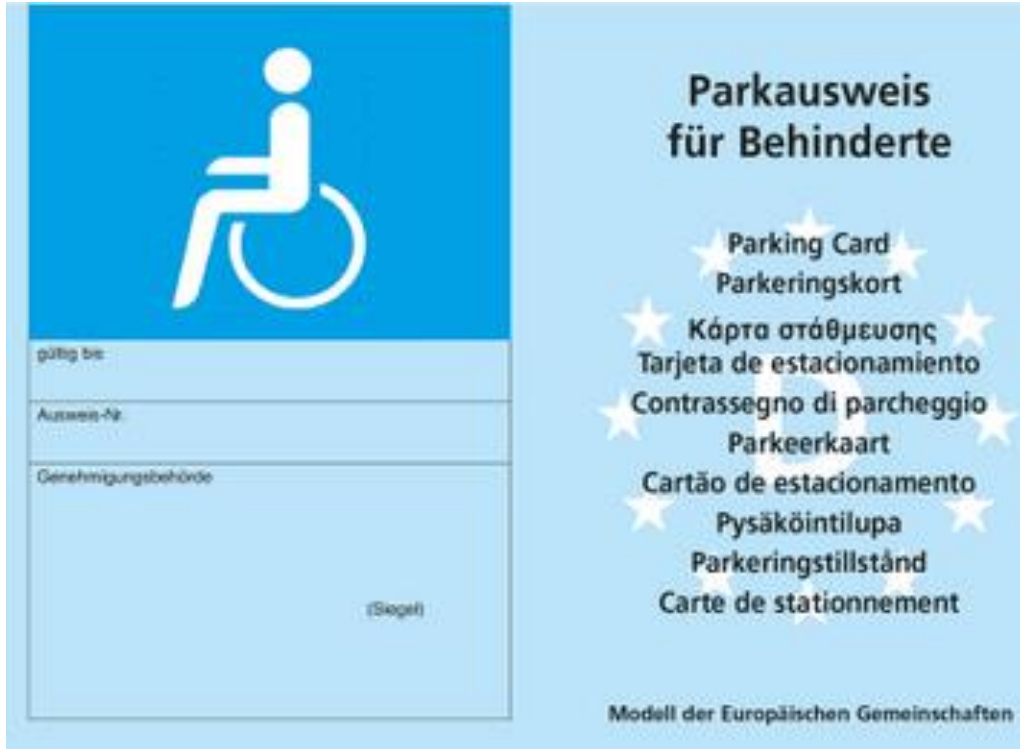 gültig bis
Ausweis-Nr.
Genehmigungsbehörde
(Siegel)
Parkausweis
für Behinderte
Parking Card
Parkeringskort
Κάρτα στάθμευσης
Tarjeta de estacionamiento
Contrassegno di parcheggio
Parkeerkaart
Cartão de estacionamento
Pysäköintilupa
Parkeringstillstånd
Carte de stationnement
D
Modell der Europäischen Gemeinschaften